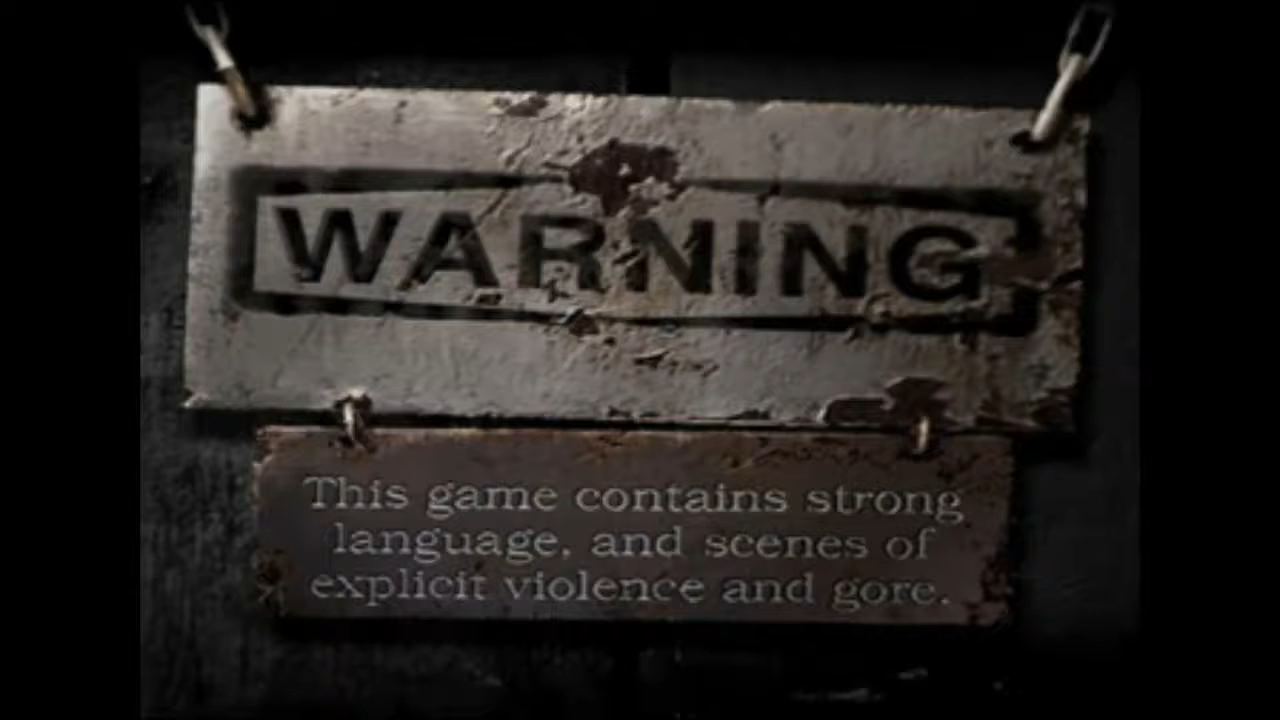 WARNING
This game contains strong
language, and scenes of
explicit violence and gore.